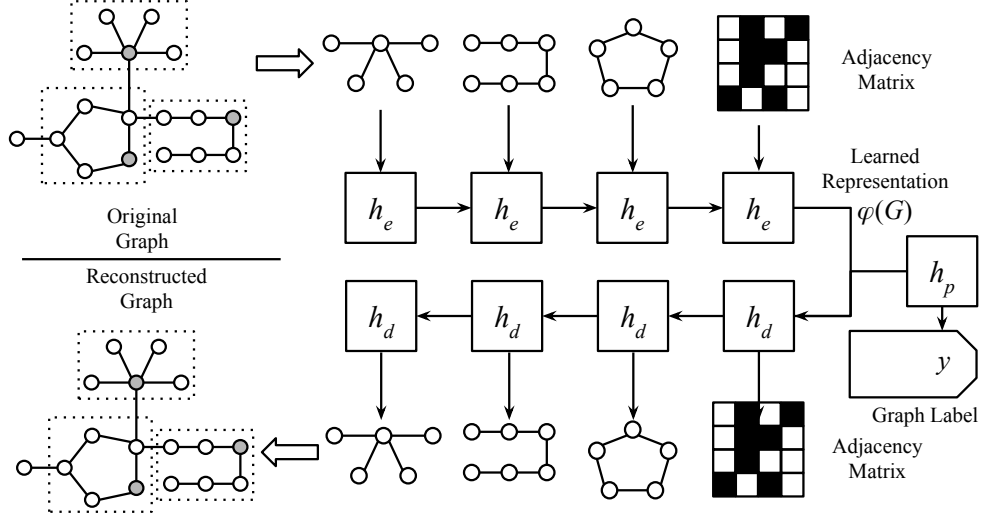 Adjacency
Matrix
Learned
Representation
φ(G)
h_e
h_e
h_e
h_e
Original
Graph
Reconstructed
Graph
h_p
h_d
h_d
h_d
h_d
y
Graph Label
Adjacency
Matrix